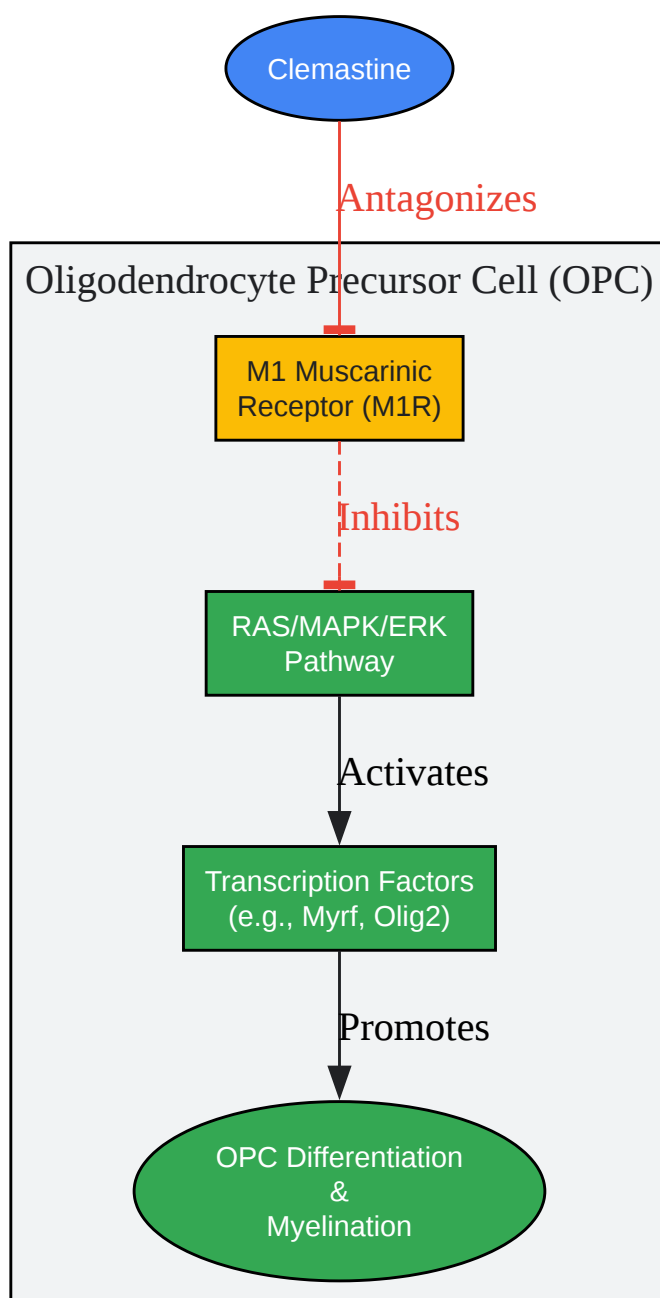 Clemastine
Antagonizes
Oligodendrocyte Precursor Cell (OPC)
M1 Muscarinic
Receptor (M1R)
Inhibits
RAS/MAPK/ERK
Pathway
Activates
Transcription Factors
(e.g., Myrf, Olig2)
Promotes
OPC Differentiation
&
Myelination